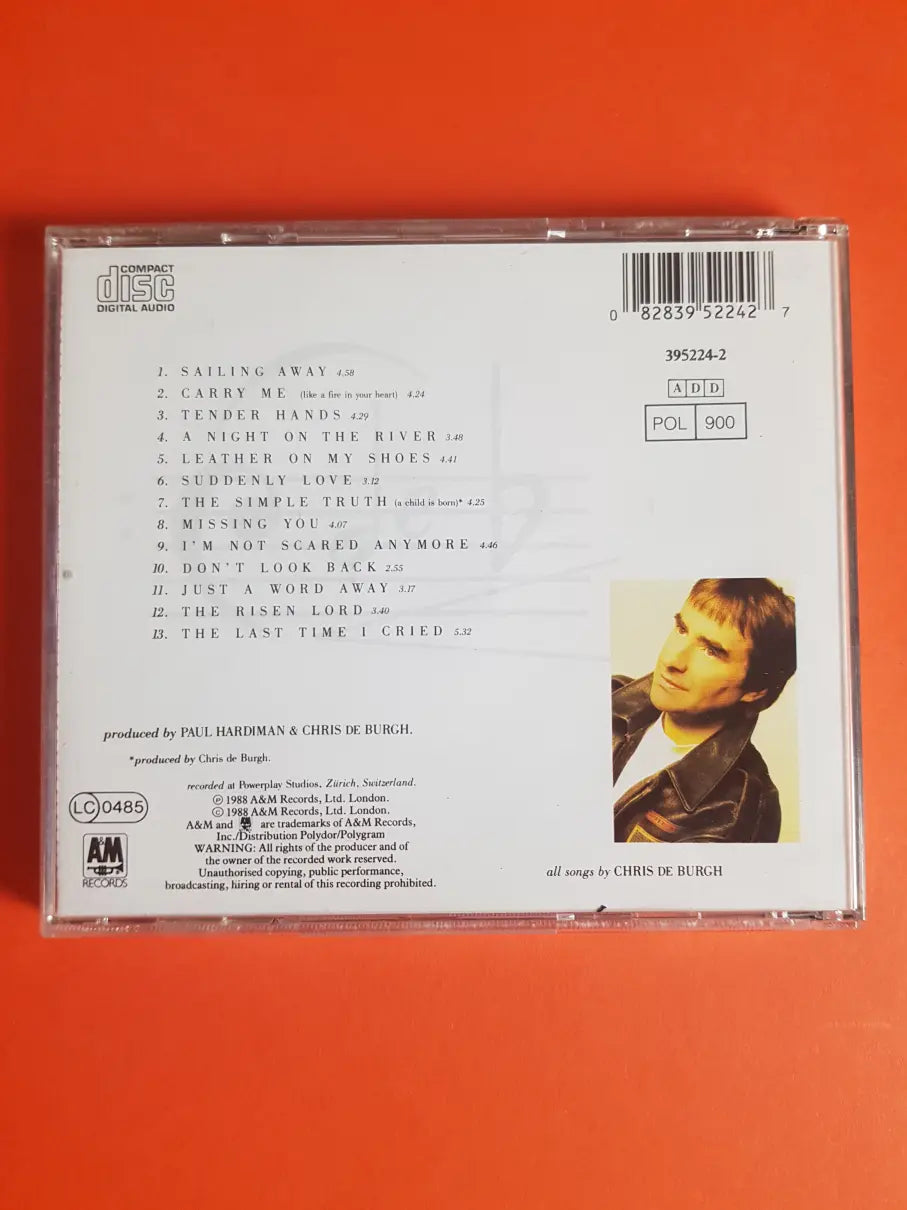 COMPACT
disc
DIGITAL AUDIO
0 82839 52242 7
395224-2
A D D
POL 900
1. SAILING AWAY 4.58
2. CARRY ME (like a fire in your heart) 4.24
3. TENDER HANDS 4.29
4. A NIGHT ON THE RIVER 3.48
5. LEATHER ON MY SHOES 4.41
6. SUDDENLY LOVE 3.12
7. THE SIMPLE TRUTH (a child is born)* 4.25
8. MISSING YOU 4.07
9. I'M NOT SCARED ANYMORE 4.46
10. DON'T LOOK BACK 2.55
11. JUST A WORD AWAY 3.17
12. THE RISEN LORD 3.40
13. THE LAST TIME I CRIED 5.32
produced by PAUL HARDIMAN & CHRIS DE BURGH.
*produced by Chris de Burgh.
recorded at Powerplay Studios, Zürich, Switzerland.
℗ 1988 A&M Records, Ltd. London.
© 1988 A&M Records, Ltd. London.
A&M and are trademarks of A&M Records,
Inc./Distribution Polydor/Polygram
WARNING: All rights of the producer and of
the owner of the recorded work reserved.
Unauthorised copying, public performance,
broadcasting, hiring or rental of this recording prohibited.
LC 0485
A&M
RECORDS
all songs by CHRIS DE BURGH